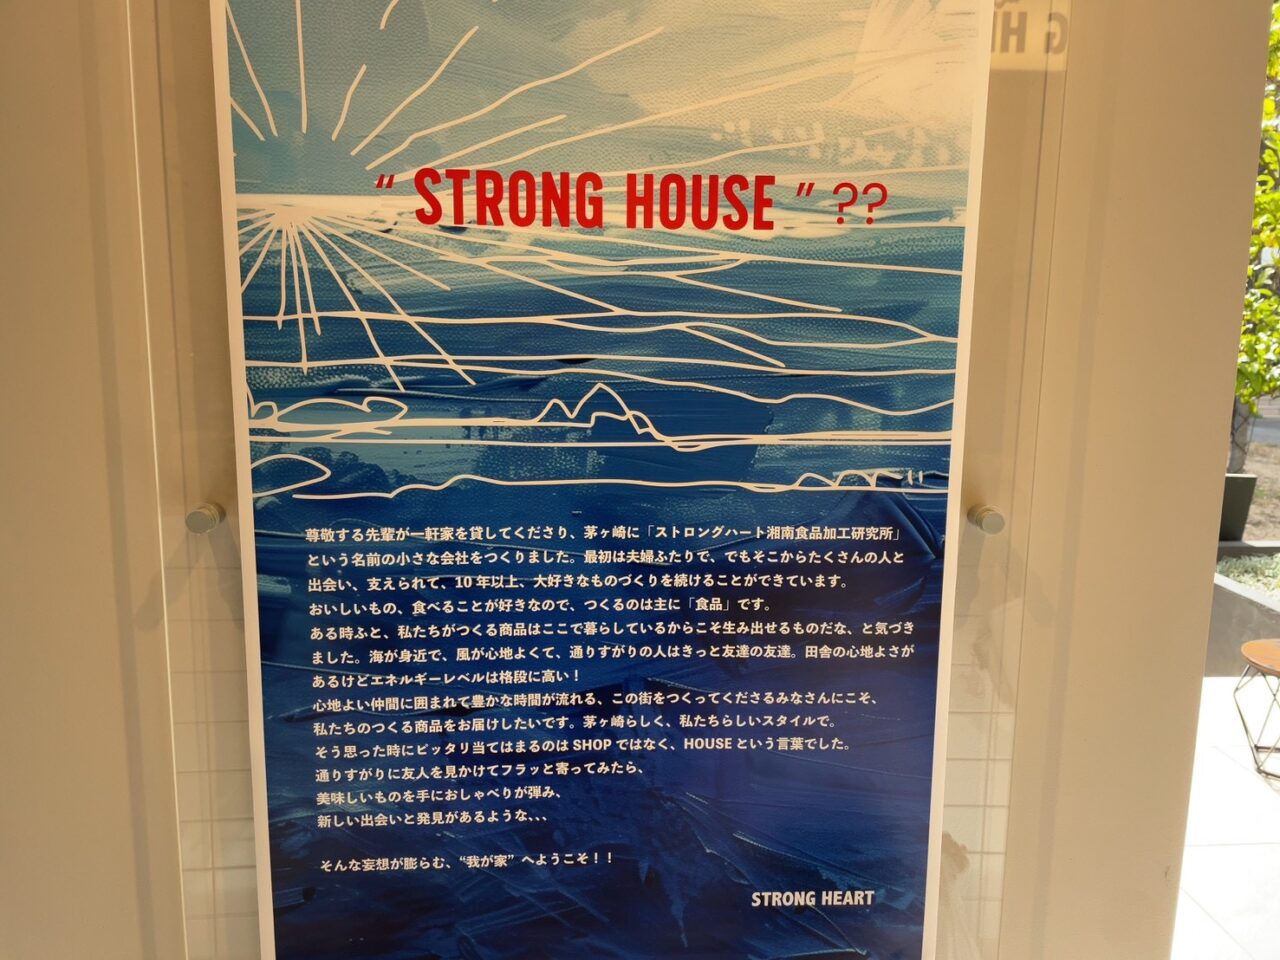 “ STRONG HOUSE ” ??
尊敬する先輩が一軒家を貸してくださり、茅ヶ崎に「ストロングハート湘南食品加工研究所」
という名前の小さな会社をつくりました。最初は夫婦ふたりで、でもそこからたくさんの人と
出会い、支えられて、10 年以上、大好きなものづくりを続けることができています。
おいしいもの、食べることが好きなので、つくるのは主に「食品」です。
ある時ふと、私たちがつくる商品はここで暮らしているからこそ生み出せるものだな、と気づき
ました。海が身近で、風が心地よくて、通りすがりの人はきっと友達の友達。田舎の心地よさが
あるけどエネルギーレベルは格段に高い！
心地よい仲間に囲まれて豊かな時間が流れる、この街をつくってくださるみなさんにこそ、
私たちのつくる商品をお届けしたいです。茅ヶ崎らしく、私たちらしいスタイルで。
そう思った時にピッタリ当てはまるのは SHOP ではなく、HOUSE という言葉でした。
通りすがりに友人を見かけてフラッと寄ってみたら、
美味しいものを手におしゃべりが弾み、
新しい出会いと発見があるような、、、
そんな妄想が膨らむ、“我が家” へようこそ！！
STRONG HEART